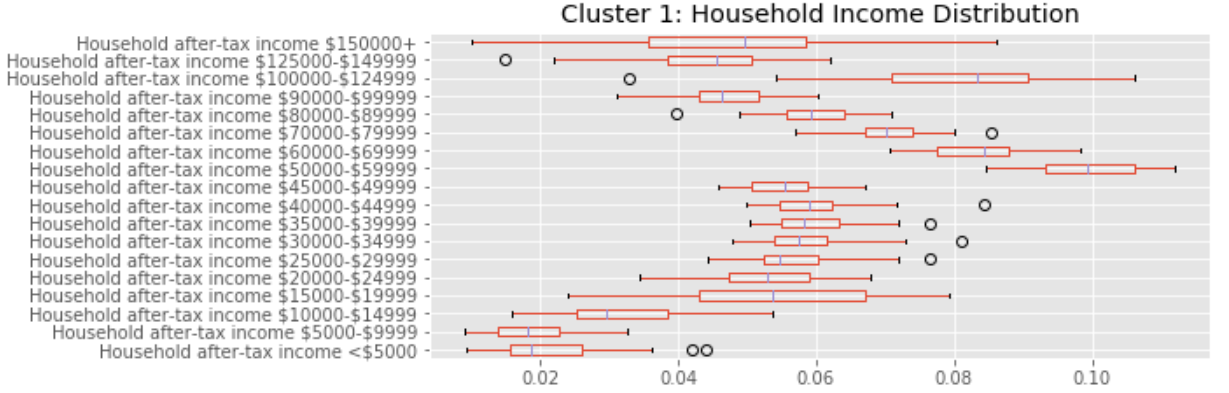 Cluster 1: Household Income Distribution
Household after-tax income $150000+
Household after-tax income $125000-$149999
Household after-tax income $100000-$124999
Household after-tax income $90000-$99999
Household after-tax income $80000-$89999
Household after-tax income $70000-$79999
Household after-tax income $60000-$69999
Household after-tax income $50000-$59999
Household after-tax income $45000-$49999
Household after-tax income $40000-$44999
Household after-tax income $35000-$39999
Household after-tax income $30000-$34999
Household after-tax income $25000-$29999
Household after-tax income $20000-$24999
Household after-tax income $15000-$19999
Household after-tax income $10000-$14999
Household after-tax income $5000-$9999
Household after-tax income <$5000
0.02 0.04 0.06 0.08 0.10